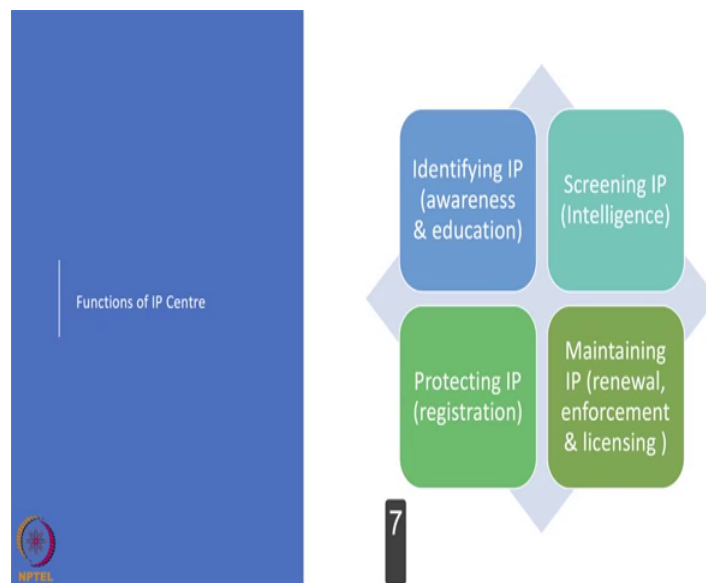 Functions of IP Centre
Identifying IP
(awareness
& education)
Screening IP
(Intelligence)
Protecting IP
(registration)
Maintaining
IP (renewal,
enforcement
& licensing )
7
NPTEL